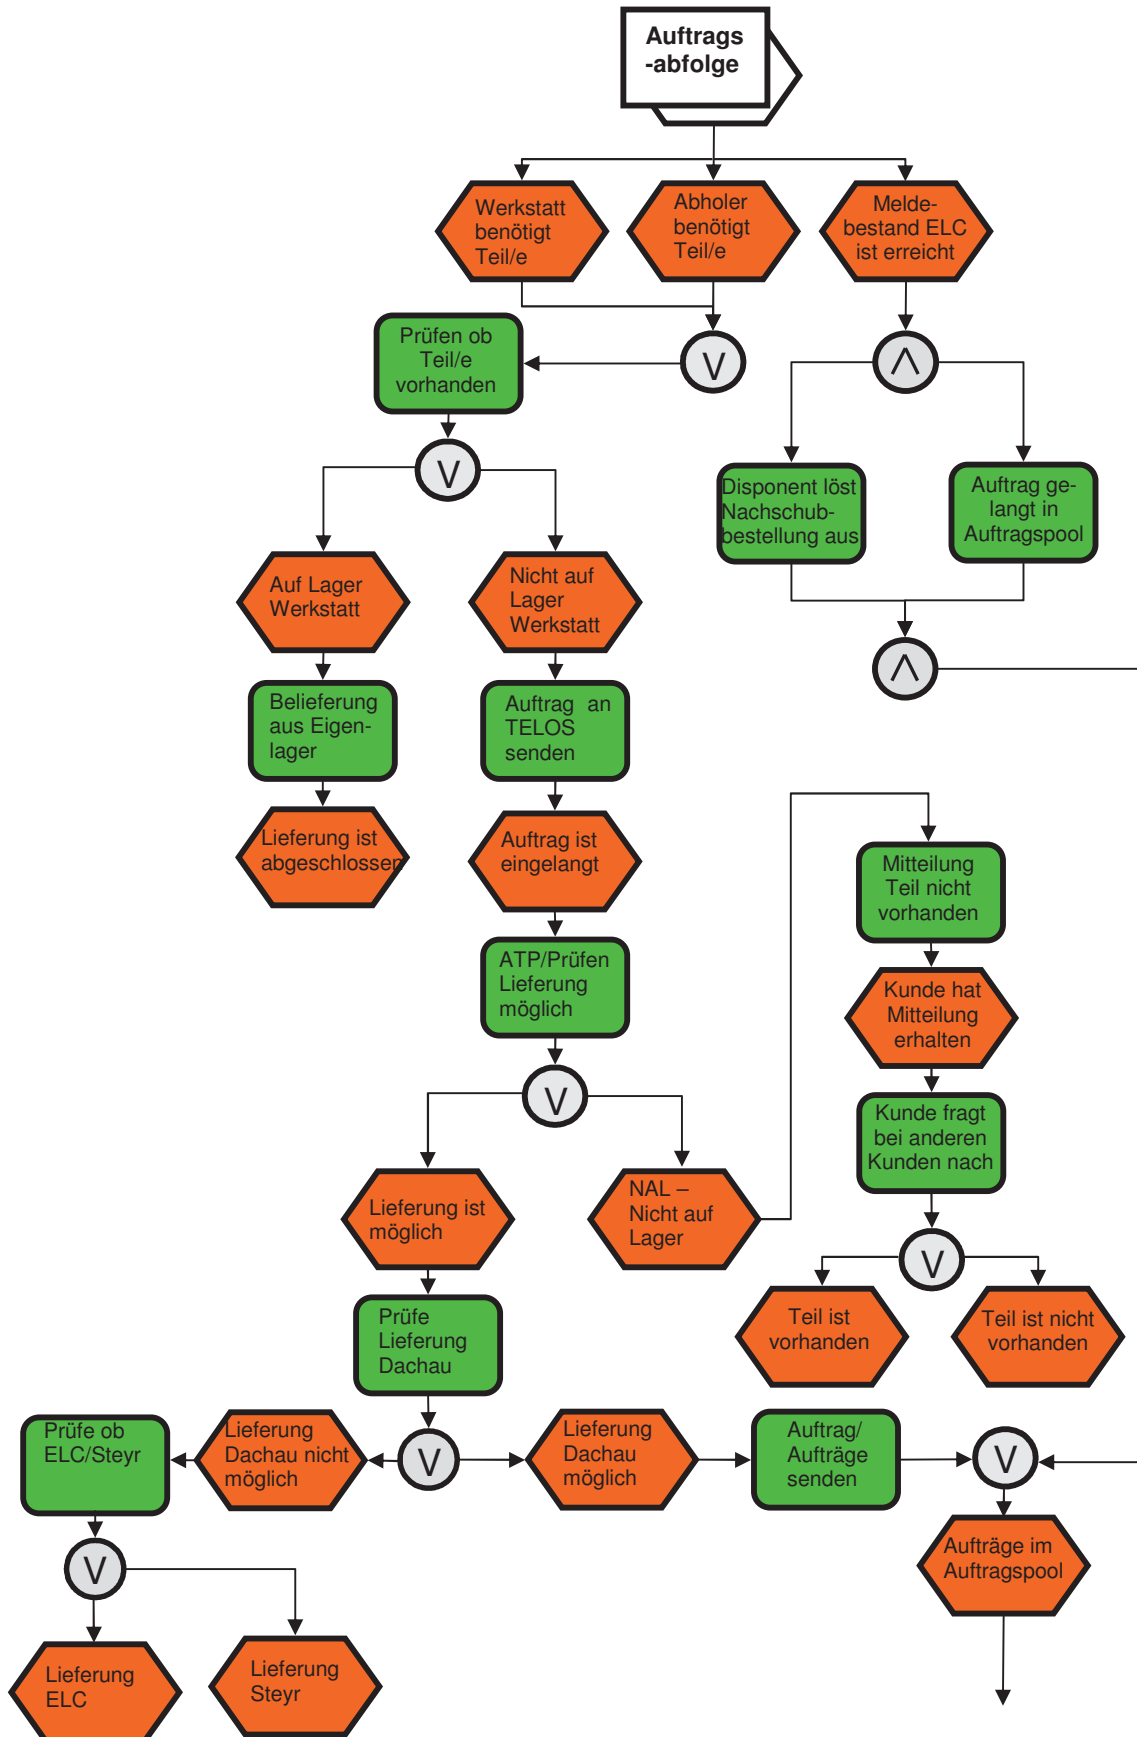 Auftrags
-abfolge
Werkstatt
benötigt
Teil/e
Abholer
benötigt
Teil/e
Melde-
bestand ELC
ist erreicht
Prüfen ob
Teil/e
vorhanden
V
V
Disponent löst
Nachschub-
bestellung aus
Auftrag ge-
langt in
Auftragspool
Auf Lager
Werkstatt
Nicht auf
Lager
Werkstatt
Belieferung
aus Eigen-
lager
Auftrag an
TELOS
senden
Lieferung ist
abgeschlossen
Auftrag ist
eingelangt
Mitteilung
Teil nicht
vorhanden
ATP/Prüfen
Lieferung
möglich
Kunde hat
Mitteilung
erhalten
V
Kunde fragt
bei anderen
Kunden nach
Lieferung ist
möglich
NAL –
Nicht auf
Lager
V
Prüfe
Lieferung
Dachau
Teil ist
vorhanden
Teil ist nicht
vorhanden
Prüfe ob
ELC/Steyr
Lieferung
Dachau nicht
möglich
V
Lieferung
Dachau
möglich
Auftrag/
Aufträge
senden
V
Aufträge im
Auftragspool
V
Lieferung
ELC
Lieferung
Steyr